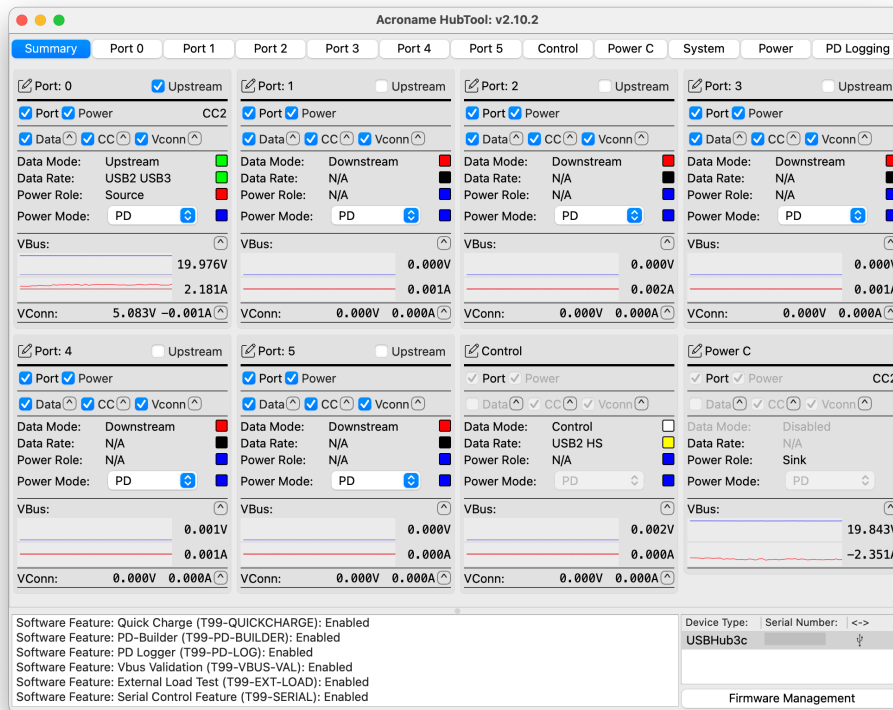 Acroname HubTool: v2.10.2
Summary Port 0 Port 1 Port 2 Port 3 Port 4 Port 5 Control Power C System Power PD Logging
Port: 0 Upstream
Port Power CC2
Data CC Vconn
Data Mode: Upstream
Data Rate: USB2 USB3
Power Role: Source
Power Mode: PD
VBus:
19.976V
2.181A
VConn: 5.083V -0.001A
Port: 1 Upstream
Port Power
Data CC Vconn
Data Mode: Downstream
Data Rate: N/A
Power Role: N/A
Power Mode: PD
VBus:
0.000V
0.001A
VConn: 0.000V 0.000A
Port: 2 Upstream
Port Power
Data CC Vconn
Data Mode: Downstream
Data Rate: N/A
Power Role: N/A
Power Mode: PD
VBus:
0.000V
0.002A
VConn: 0.000V 0.000A
Port: 3 Upstream
Port Power
Data CC Vconn
Data Mode: Downstream
Data Rate: N/A
Power Role: N/A
Power Mode: PD
VBus:
0.000V
0.001A
VConn: 0.000V 0.000A
Port: 4 Upstream
Port Power
Data CC Vconn
Data Mode: Downstream
Data Rate: N/A
Power Role: N/A
Power Mode: PD
VBus:
0.001V
0.001A
VConn: 0.000V 0.000A
Port: 5 Upstream
Port Power
Data CC Vconn
Data Mode: Downstream
Data Rate: N/A
Power Role: N/A
Power Mode: PD
VBus:
0.000V
0.000A
VConn: 0.000V 0.000A
Control
Port Power
Data CC Vconn
Data Mode: Control
Data Rate: USB2 HS
Power Role: N/A
Power Mode: PD
VBus:
0.002V
0.000A
VConn: 0.000V 0.000A
Power C
Port Power CC2
Data CC Vconn
Data Mode: Disabled
Data Rate: N/A
Power Role: Sink
Power Mode: PD
VBus:
19.843V
-2.351A
Software Feature: Quick Charge (T99-QUICKCHARGE): Enabled
Software Feature: PD-Builder (T99-PD-BUILDER): Enabled
Software Feature: PD Logger (T99-PD-LOG): Enabled
Software Feature: Vbus Validation (T99-VBUS-VAL): Enabled
Software Feature: External Load Test (T99-EXT-LOAD): Enabled
Software Feature: Serial Control Feature (T99-SERIAL): Enabled
Device Type: Serial Number: <->
USBHub3c
Firmware Management